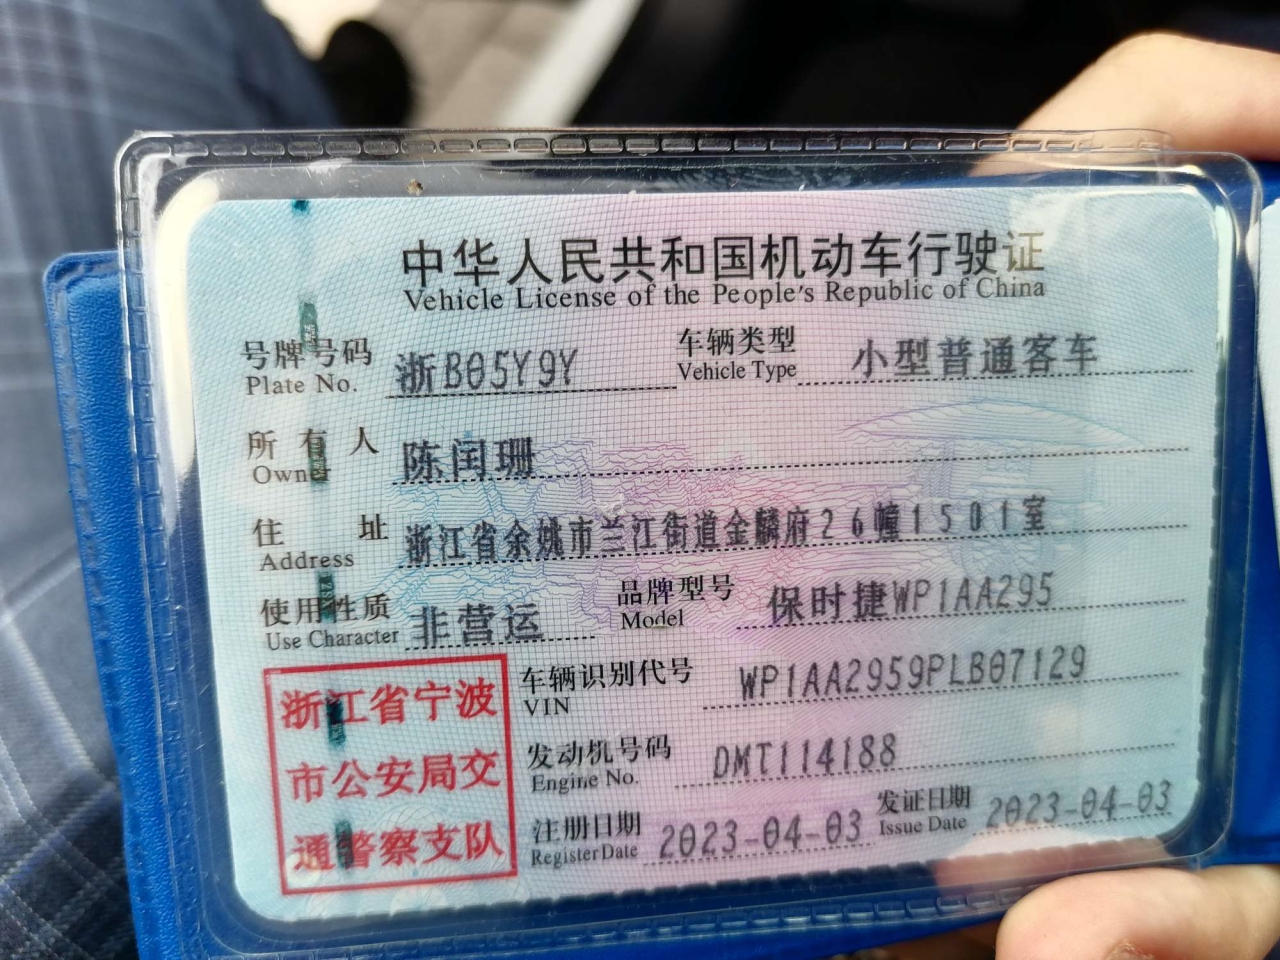 中华人民共和国机动车行驶证
Vehicle License of the People's Republic of China
号牌号码 浙B05Y9Y 车辆类型 小型普通客车
Plate No. Vehicle Type
所有人 陈闰珊
Owner
住址 浙江省余姚市兰江街道金麟府26幢1501室
Address
使用性质 非营运 品牌型号 保时捷WP1AA295
Use Character Model
车辆识别代号 WP1AA2959PLB07129
VIN
发动机号码 DMT114188
Engine No.
注册日期 2023-04-03 发证日期 2023-04-03
Register Date Issue Date
浙江省宁波
市公安局交
通警察支队